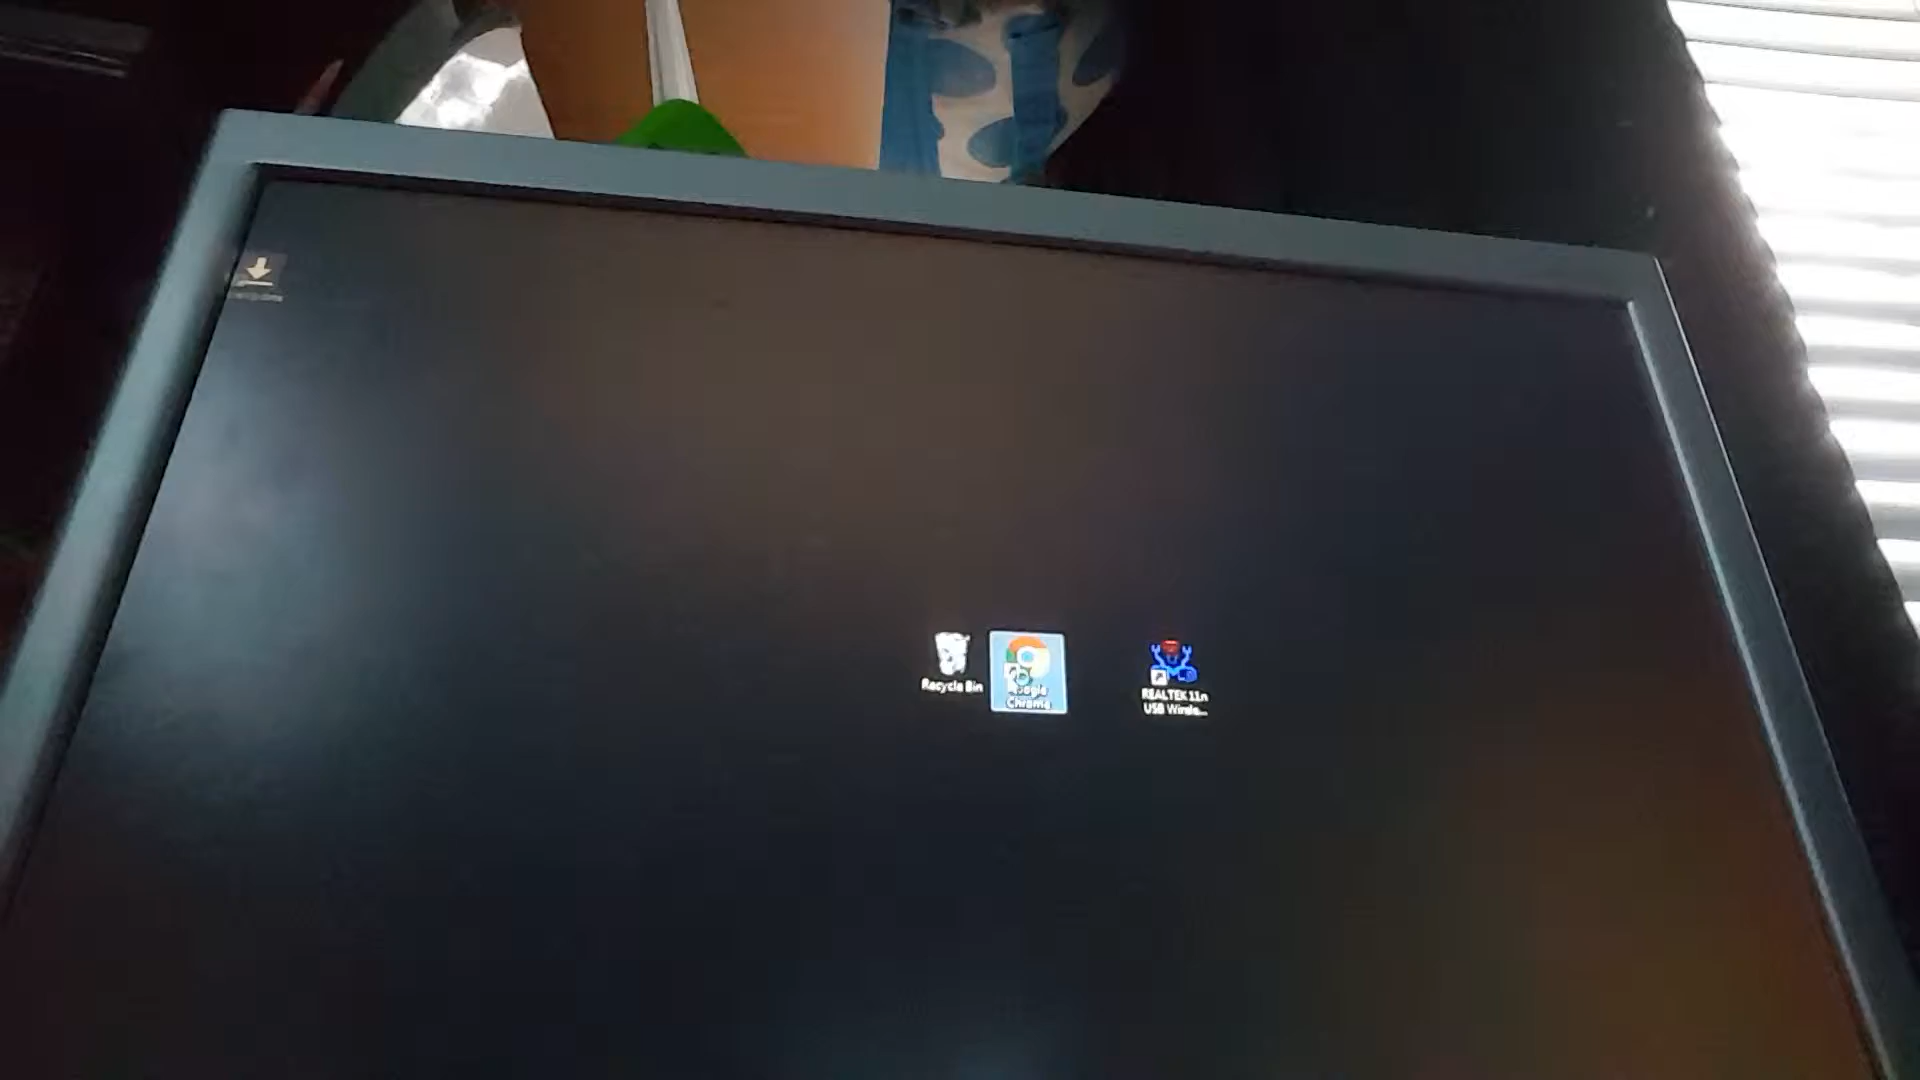 Recycle Bin
Google
Chrome
REALTEK 11n
USB Wirele...